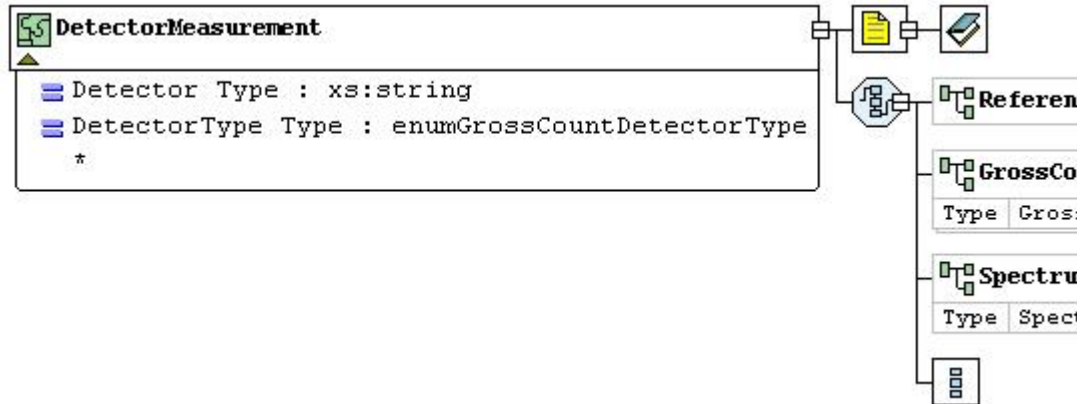 DetectorMeasurement
Detector Type : xs:string
DetectorType Type : enumGrossCountDetectorType
*
Referen
GrossCo
Type Gros
Spectru
Type Spect